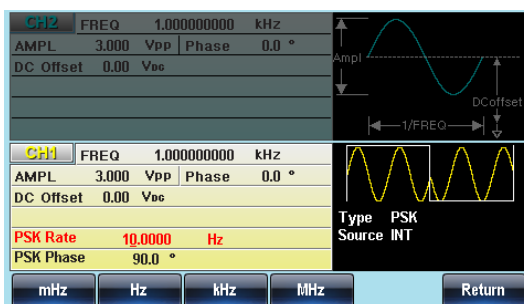 CH2 FREQ 1.000000000 kHz
AMPL 3.000 VPP Phase 0.0 °
DC Offset 0.00 VDC
Ampl
DCoffset
1/FREQ
CH1 FREQ 1.000000000 kHz
AMPL 3.000 VPP Phase 0.0 °
DC Offset 0.00 VDC
PSK Rate 10.0000 Hz
PSK Phase 90.0 °
Type PSK
Source INT
mHz Hz kHz MHz Return